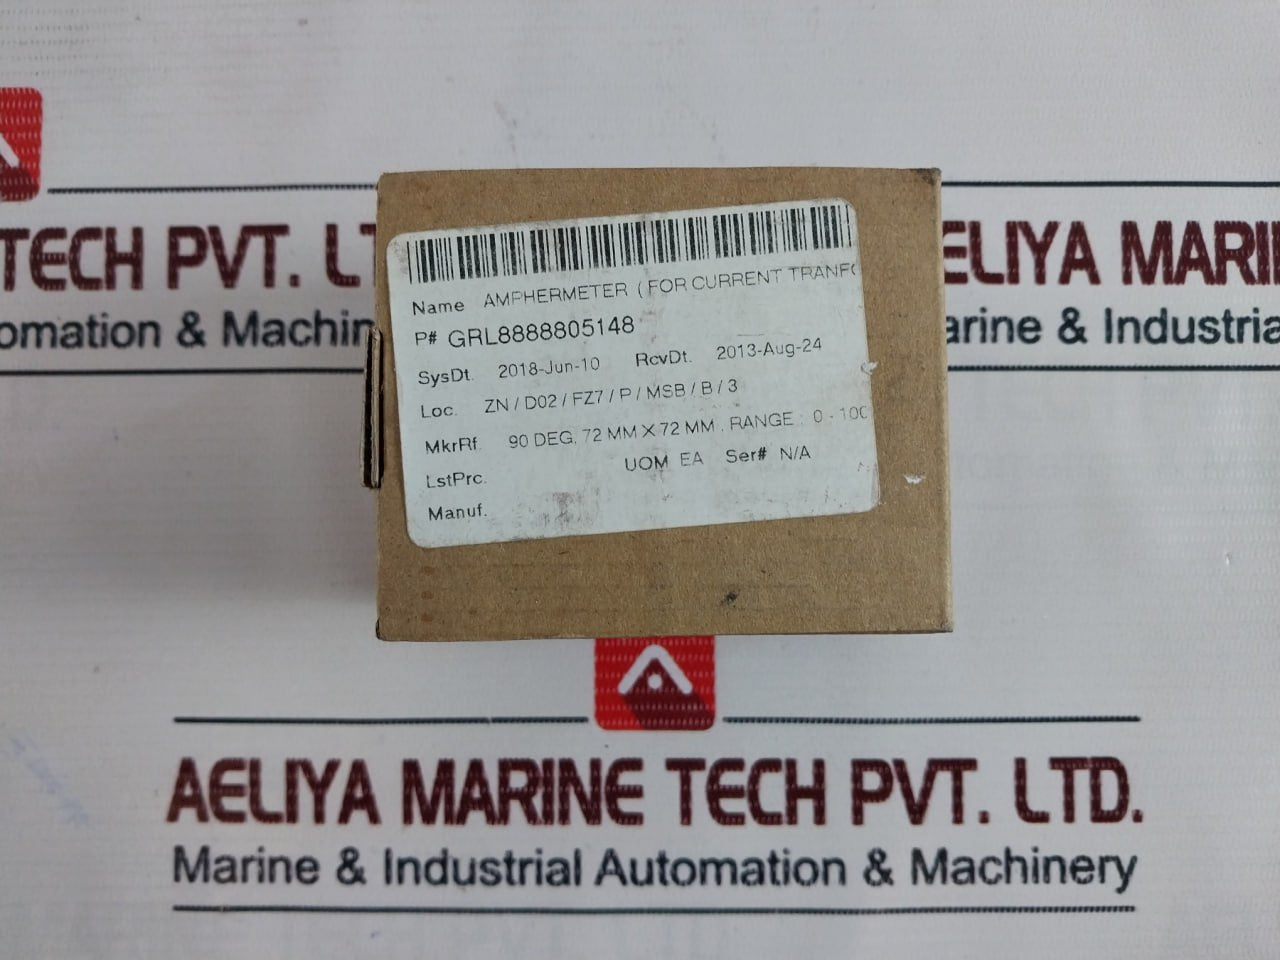 TECH PVT. LT
omation & Machin
ELIYA MARI
arine & Industria
Name AMPHERMETER ( FOR CURRENT TRANFO
P# GRL8888805148
SysDt. 2018-Jun-10 RcvDt. 2013-Aug-24
Loc. ZN / D02 / FZ7 / P / MSB / B / 3
MkrRf. 90 DEG, 72 MM X 72 MM , RANGE : 0 - 100
LstPrc. UOM EA Ser# N/A
Manuf.
AELIYA MARINE TECH PVT. LTD.
Marine & Industrial Automation & Machinery